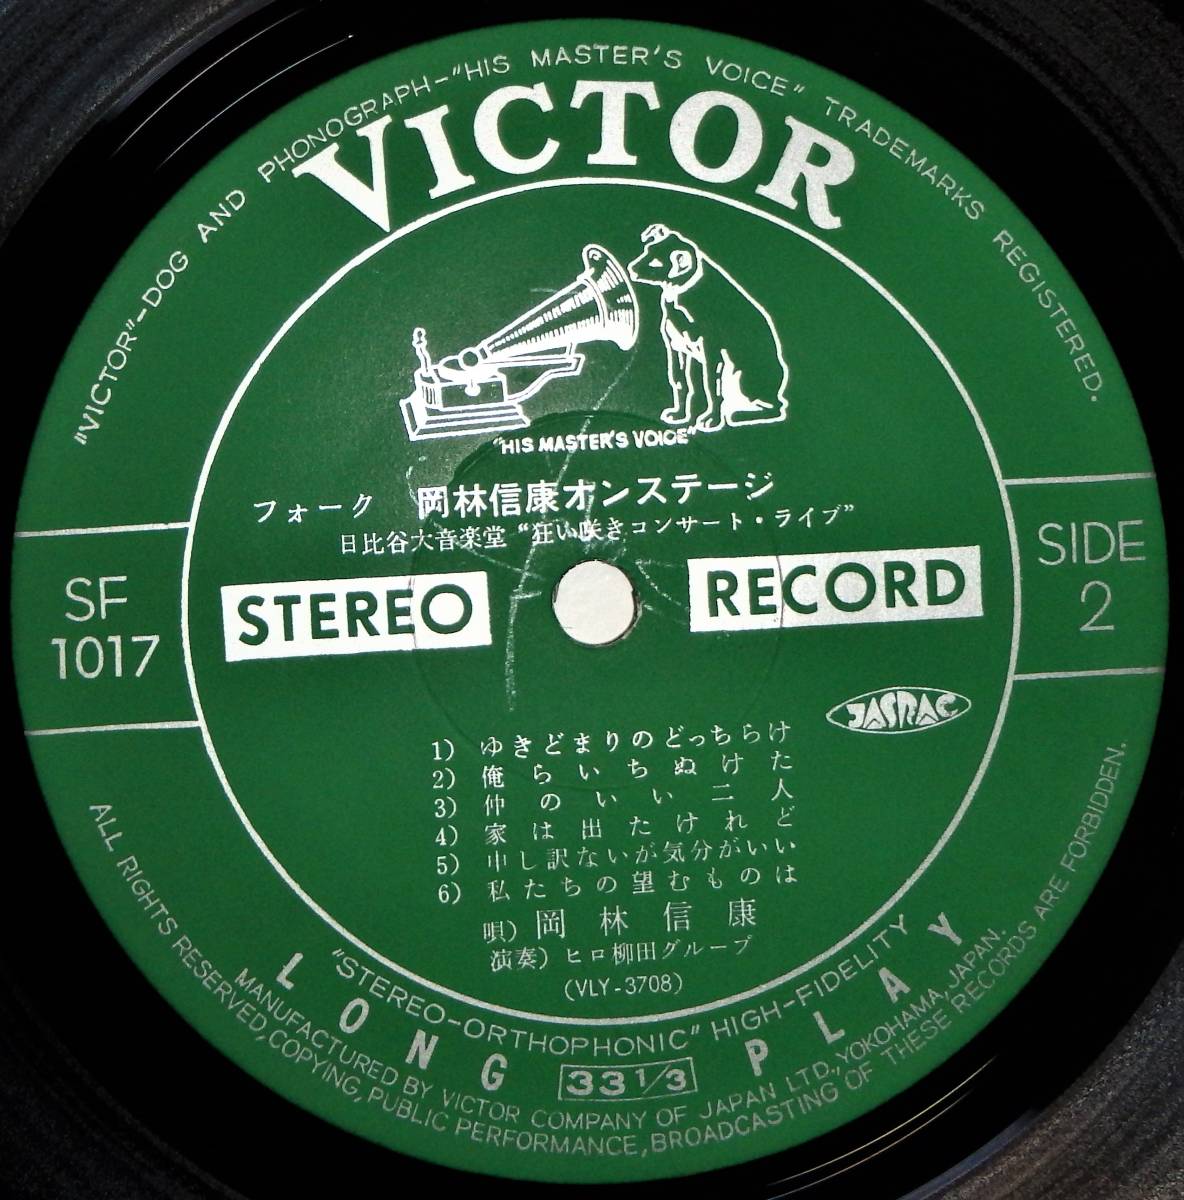 "VICTOR"-DOG AND PHONOGRAPH-"HIS MASTER'S VOICE" TRADEMARKS REGISTERED.
VICTOR
"HIS MASTER'S VOICE"
フォーク 岡林信康オンステージ
日比谷大音楽堂“狂い咲きコンサート・ライブ”
STEREO RECORD
SF
1017
SIDE
2
JASRAC
1) ゆきどまりのどっちらけ
2) 俺らいちぬけた
3) 仲のいい二人
4) 家は出たけれど
5) 申し訳ないが気分がいい
6) 私たちの望むものは
唄) 岡林信康
演奏) ヒロ柳田グループ
(VLY-3708)
"STEREO-ORTHOPHONIC" HIGH-FIDELITY
LONG 33 1/3 PLAY
MANUFACTURED BY VICTOR COMPANY OF JAPAN LTD., YOKOHAMA, JAPAN.
ALL RIGHTS RESERVED, COPYING, PUBLIC PERFORMANCE, BROADCASTING OF THESE RECORDS ARE FORBIDDEN.